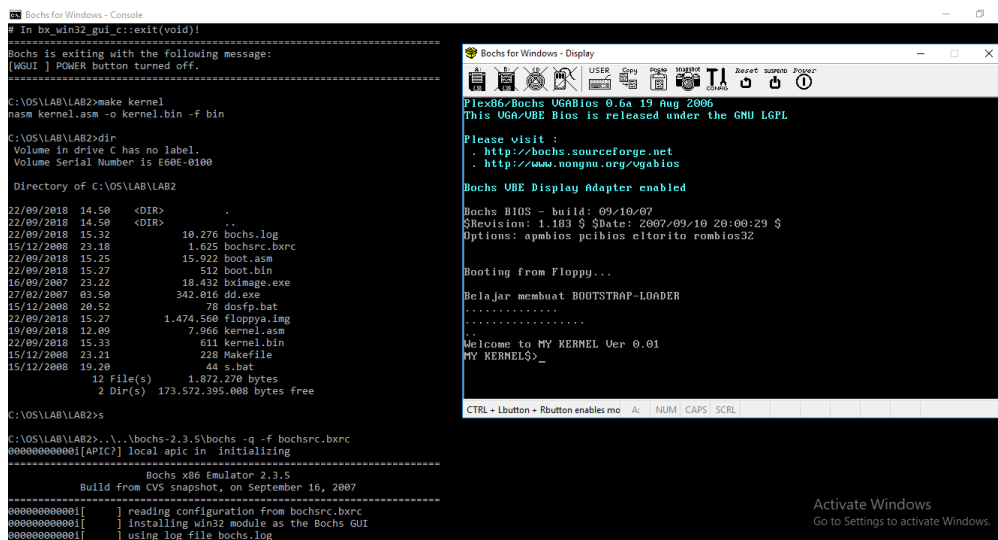 Bochs for Windows - Console
# In bx_win32_gui_c::exit(void)!
========================================================================
Bochs is exiting with the following message:
[WGUI ] POWER button turned off.
========================================================================
C:\OS\LAB\LAB2>make kernel
nasm kernel.asm -o kernel.bin -f bin
C:\OS\LAB\LAB2>dir
Volume in drive C has no label.
Volume Serial Number is E60E-0100
Directory of C:\OS\LAB\LAB2
22/09/2018 14.50 <DIR> .
22/09/2018 14.50 <DIR> ..
22/09/2018 15.32 10.276 bochs.log
15/12/2008 23.18 1.625 bochsrc.bxrc
22/09/2018 15.25 15.922 boot.asm
22/09/2018 15.27 512 boot.bin
16/09/2007 23.22 18.432 bximage.exe
27/02/2007 03.50 342.016 dd.exe
15/12/2008 20.52 78 dosfp.bat
22/09/2018 15.27 1.474.560 floppya.img
19/09/2018 12.09 7.966 kernel.asm
22/09/2018 15.33 611 kernel.bin
15/12/2008 23.21 228 Makefile
15/12/2008 19.20 44 s.bat
12 File(s) 1.872.270 bytes
2 Dir(s) 173.572.395.008 bytes free
C:\OS\LAB\LAB2>s
C:\OS\LAB\LAB2>..\..\bochs-2.3.5\bochs -q -f bochsrc.bxrc
00000000000i[APIC?] local apic in initializing
========================================================================
Bochs x86 Emulator 2.3.5
Build from CVS snapshot, on September 16, 2007
========================================================================
00000000000i[ ] reading configuration from bochsrc.bxrc
00000000000i[ ] installing win32 module as the Bochs GUI
00000000000i[ ] using log file bochs.log
Bochs for Windows - Display
A: B: CD USER Copy Paste snapshot CONFIG Reset SUSPEND Power
Plex86/Bochs VGABios 0.6a 19 Aug 2006
This VGA/VBE Bios is released under the GNU LGPL
Please visit :
. http://bochs.sourceforge.net
. http://www.nongnu.org/vgabios
Bochs VBE Display Adapter enabled
Bochs BIOS - build: 09/10/07
$Revision: 1.183 $ $Date: 2007/09/10 20:00:29 $
Options: apmbios pcibios eltorito rombios32
Booting from Floppy...
Belajar membuat BOOTSTRAP-LOADER
..............
..................
..
Welcome to MY KERNEL Ver 0.01
MY KERNEL$>_
CTRL + Lbutton + Rbutton enables mo A: NUM CAPS SCRL
Activate Windows
Go to Settings to activate Windows.